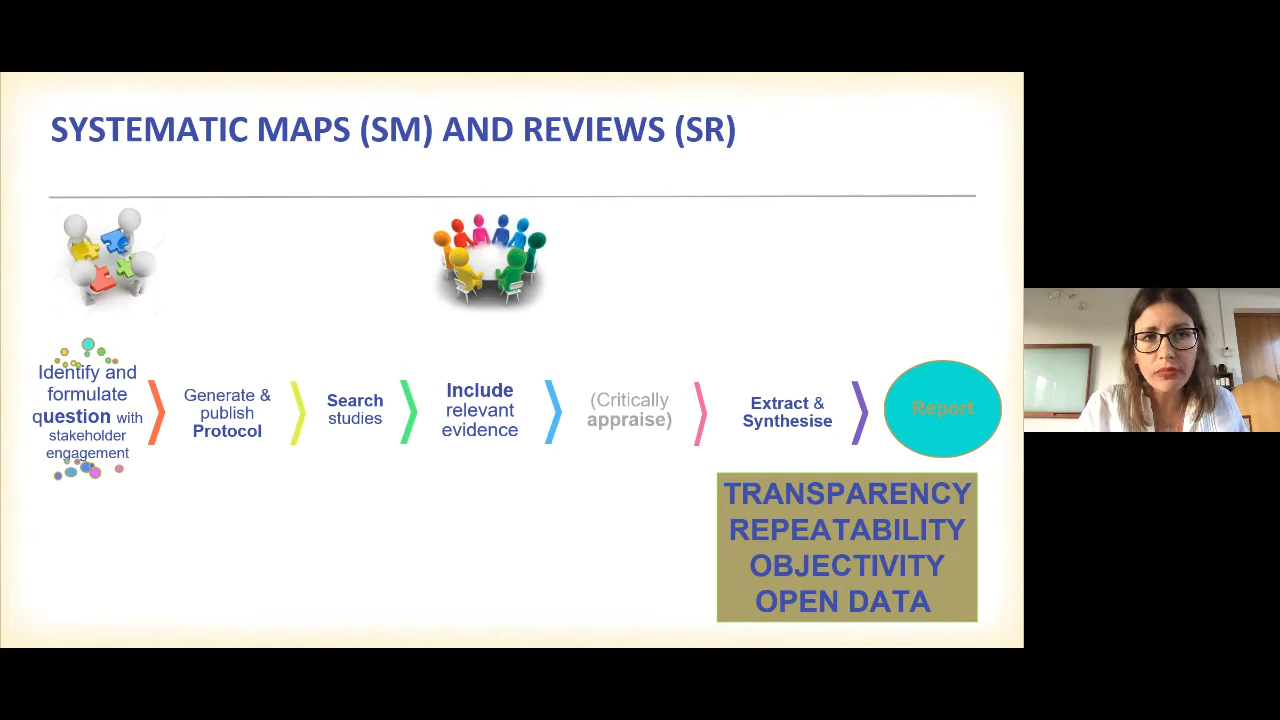 SYSTEMATIC MAPS (SM) AND REVIEWS (SR)
Identify and
formulate
question with
stakeholder
engagement
Generate &
publish
Protocol
Search
studies
Include
relevant
evidence
(Critically
appraise)
Extract &
Synthesise
Report
TRANSPARENCY
REPEATABILITY
OBJECTIVITY
OPEN DATA